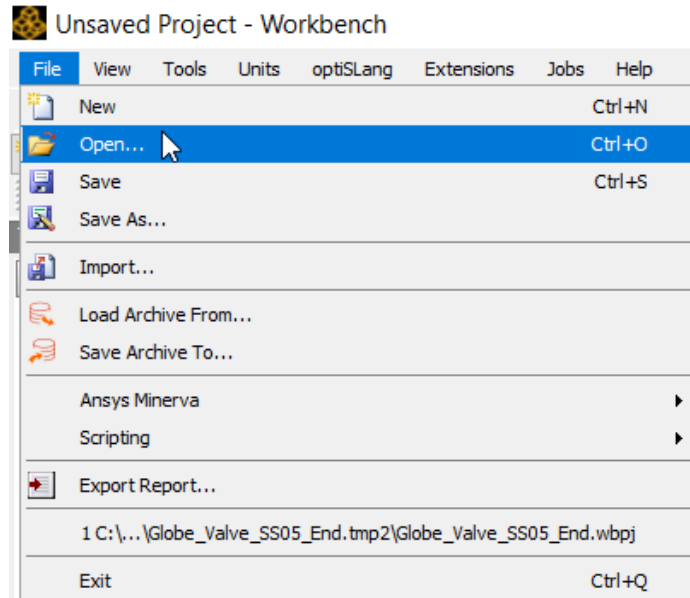 Unsaved Project - Workbench
File View Tools Units optiSLang Extensions Jobs Help
New Ctrl+N
Open... Ctrl+O
Save Ctrl+S
Save As...
Import...
Load Archive From...
Save Archive To...
Ansys Minerva
Scripting
Export Report...
1 C:\...\Globe_Valve_SS05_End.tmp2\Globe_Valve_SS05_End.wbpj
Exit Ctrl+Q